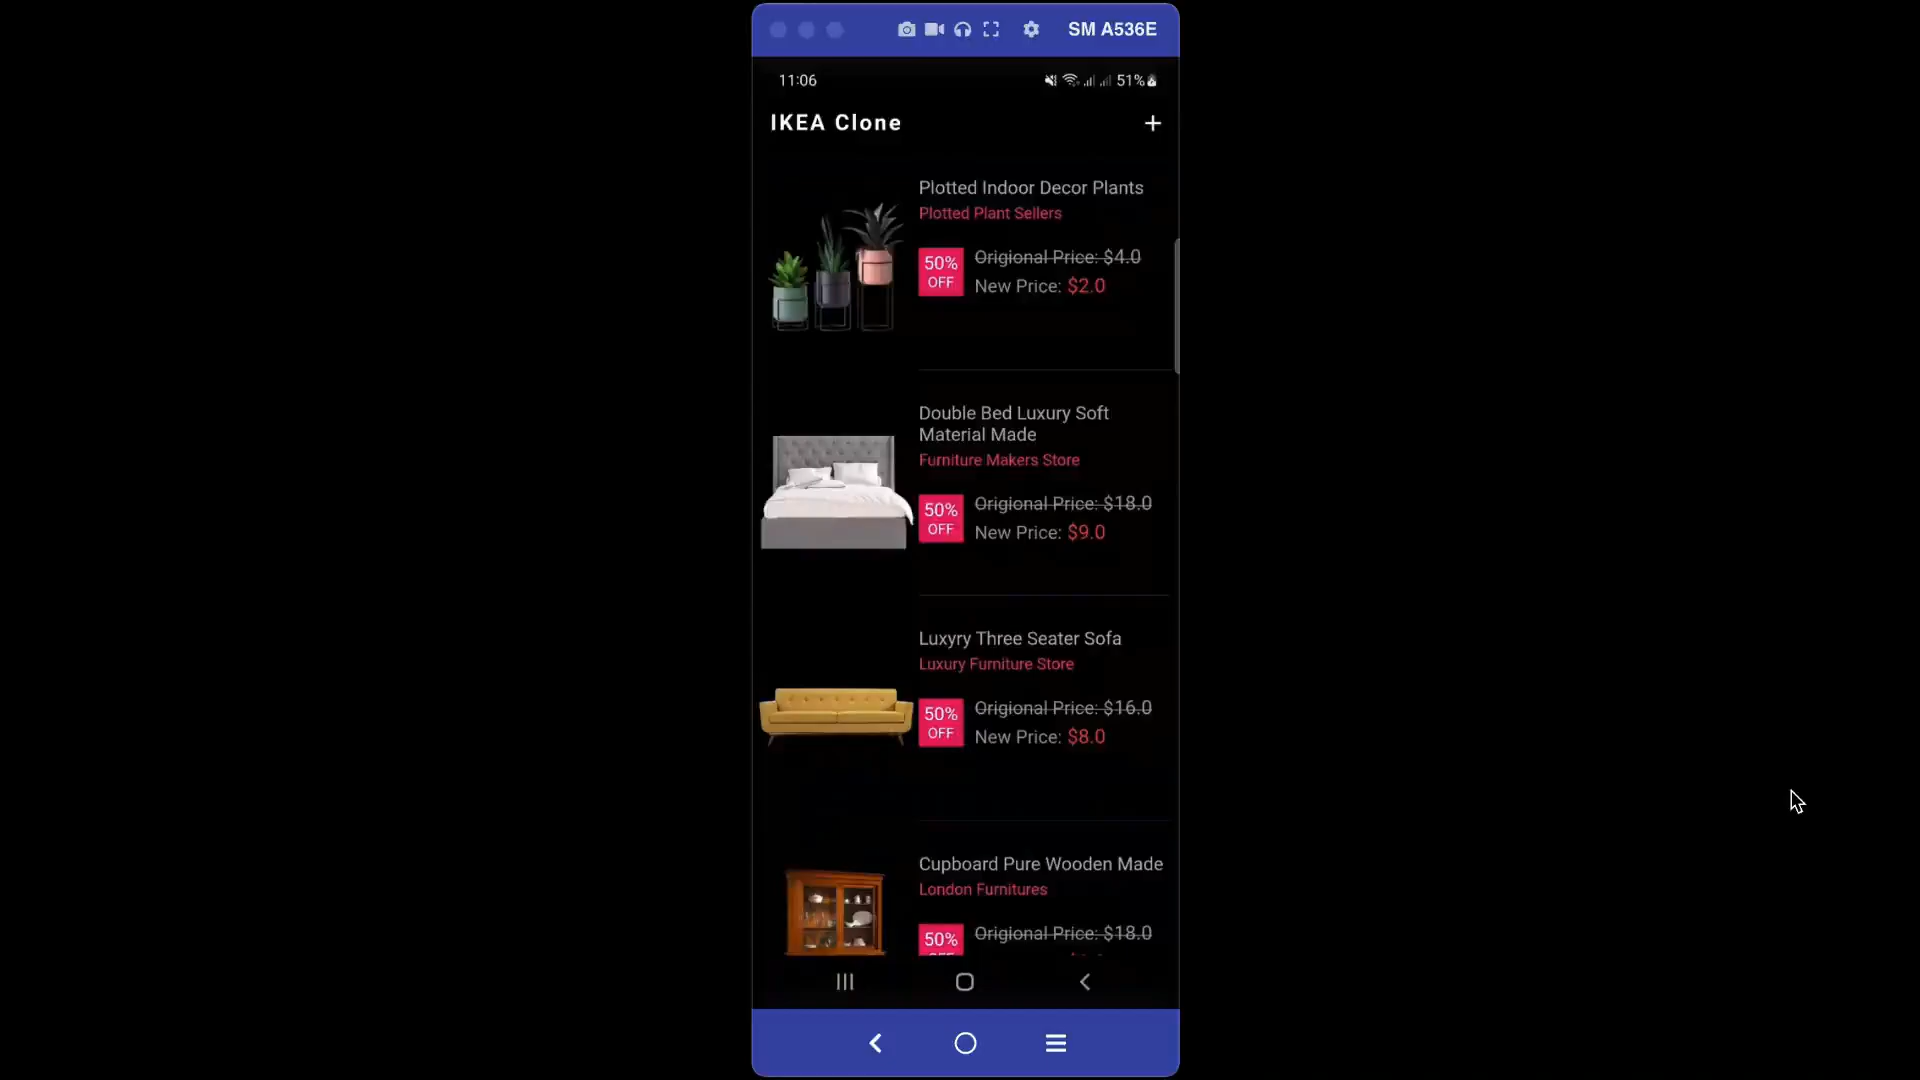 SM A536E
11:06
51%
IKEA Clone
Plotted Indoor Decor Plants
Plotted Plant Sellers
50%
OFF
Origional Price: $4.0
New Price: $2.0
Double Bed Luxury Soft
Material Made
Furniture Makers Store
50%
OFF
Origional Price: $18.0
New Price: $9.0
Luxyry Three Seater Sofa
Luxury Furniture Store
50%
OFF
Origional Price: $16.0
New Price: $8.0
Cupboard Pure Wooden Made
London Furnitures
50%
Origional Price: $18.0